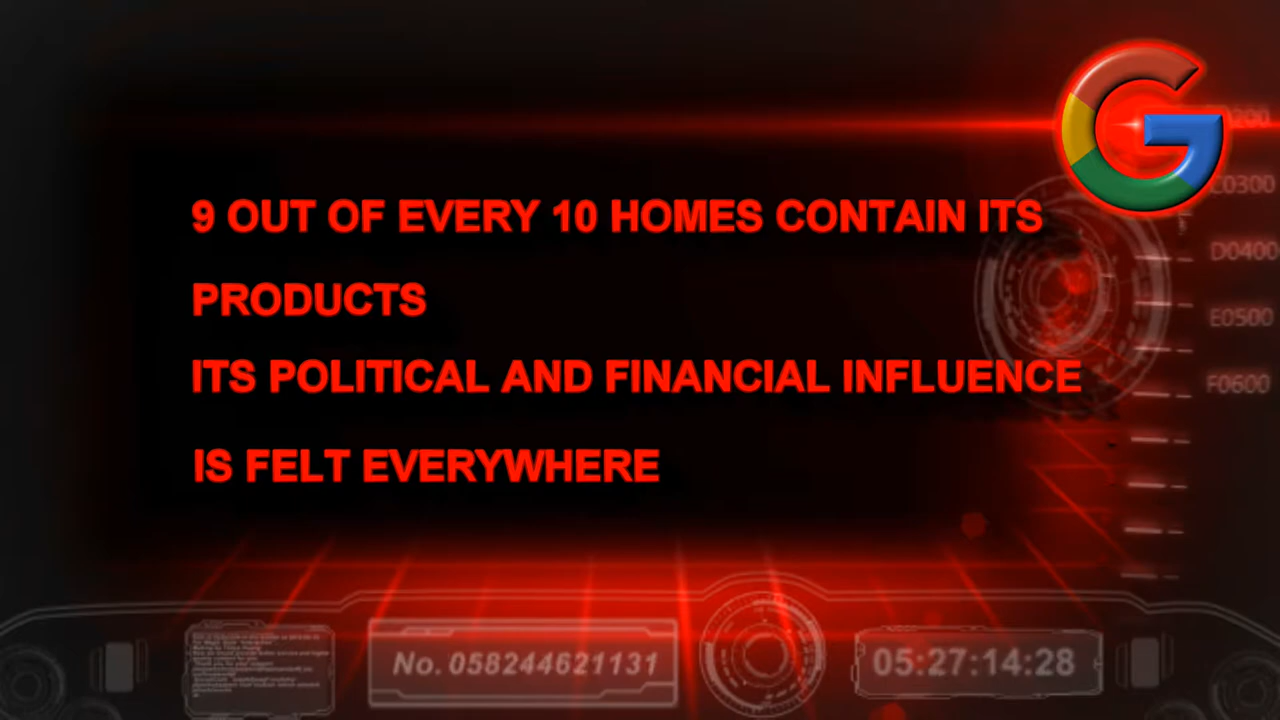 9 OUT OF EVERY 10 HOMES CONTAIN ITS
PRODUCTS
ITS POLITICAL AND FINANCIAL INFLUENCE
IS FELT EVERYWHERE
G
C0300
D0400
E0500
F0600
No. 058244621131
05:27:14:28